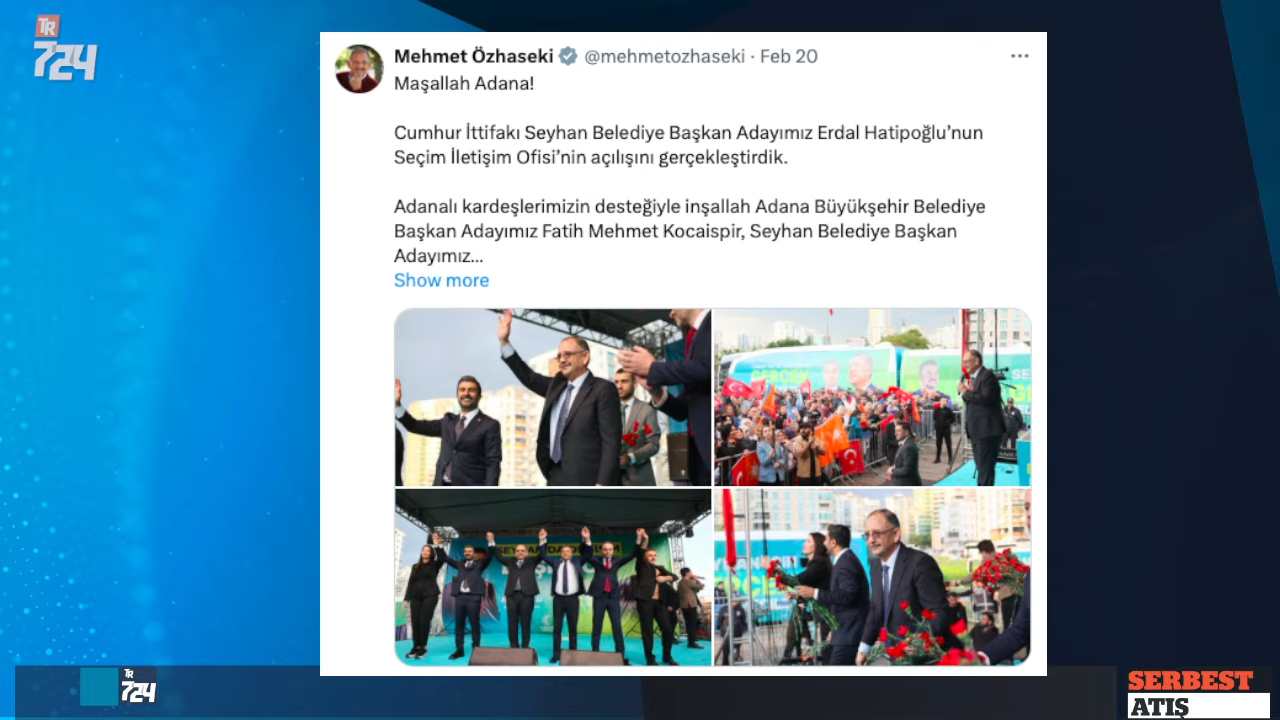 TR
724
Mehmet Özhaseki @mehmetozhaseki · Feb 20
Maşallah Adana!
Cumhur İttifakı Seyhan Belediye Başkan Adayımız Erdal Hatipoğlu’nun
Seçim İletişim Ofisi’nin açılışını gerçekleştirdik.
Adanalı kardeşlerimizin desteğiyle inşallah Adana Büyükşehir Belediye
Başkan Adayımız Fatih Mehmet Kocaispir, Seyhan Belediye Başkan
Adayımız...
Show more
GERÇEK
TR
724
SERBEST
ATIŞ